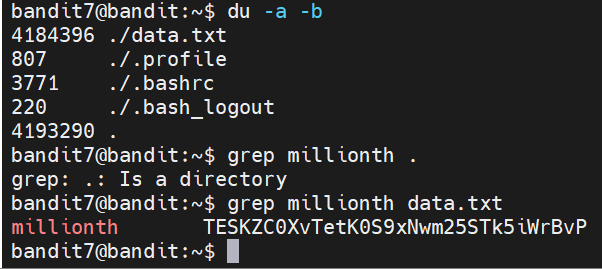 bandit7@bandit:~$ du -a -b
4184396 ./data.txt
807     ./.profile
3771    ./.bashrc
220     ./.bash_logout
4193290 .
bandit7@bandit:~$ grep millionth .
grep: .: Is a directory
bandit7@bandit:~$ grep millionth data.txt
millionth       TESKZC0XvTetK0S9xNwm25STk5iWrBvP
bandit7@bandit:~$